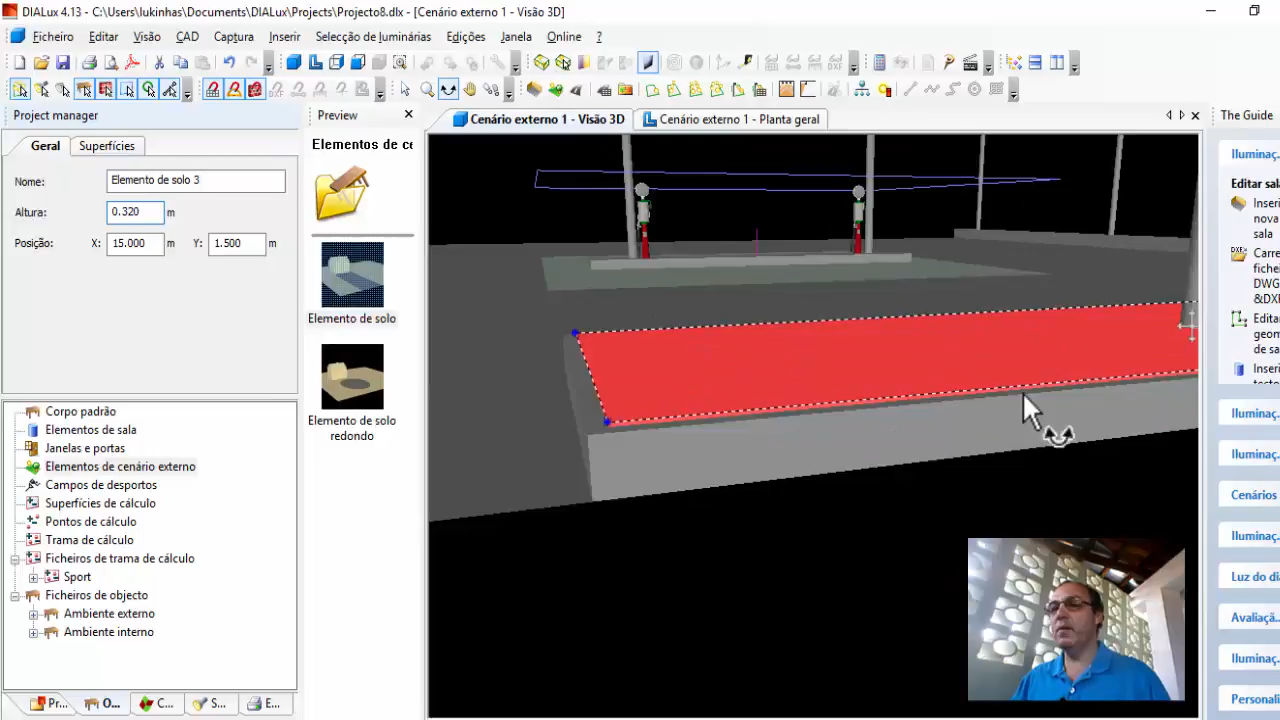 DIALux 4.13 - C:\Users\lukinhas\Documents\DIALux\Projects\Projecto8.dlx - [Cenário externo 1 - Visão 3D]
Ficheiro Editar Visão CAD Captura Inserir Selecção de luminárias Edições Janela Online ?
Project manager
Geral Superfícies
Nome: Elemento de solo 3
Altura: 0.320 m
Posição: X: 15.000 m Y: 1.500 m
Corpo padrão
Elementos de sala
Janelas e portas
Elementos de cenário externo
Campos de desportos
Superfícies de cálculo
Pontos de cálculo
Trama de cálculo
Ficheiros de trama de cálculo
Sport
Ficheiros de objecto
Ambiente externo
Ambiente interno
Pr... O... C... S... E...
Preview
Elementos de ce
Elemento de solo
Elemento de solo
redondo
Cenário externo 1 - Visão 3D Cenário externo 1 - Planta geral
The Guide
Iluminaç...
Editar sala
Inseri
nova
sala
Carre
DWG
&DXF
Editar
geom
de sa
Inseri
Iluminaç...
Iluminaç...
Cenários
Iluminaç...
Luz do dia
Avaliaçã...
Iluminaç...
Personali